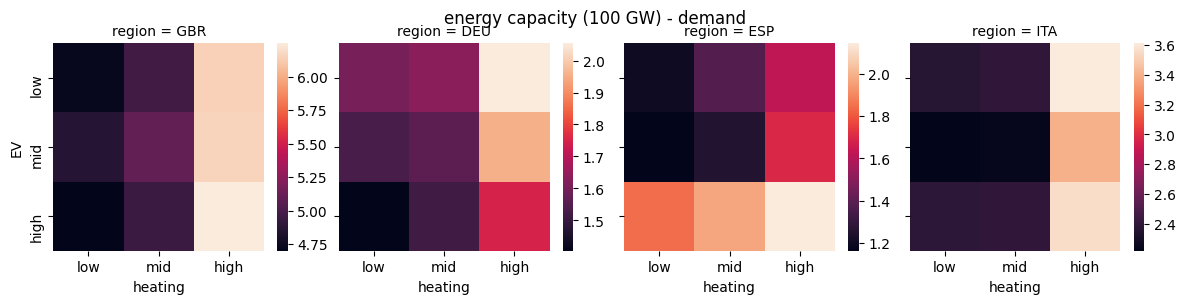 energy capacity (100 GW) - demand
region = GBR
region = DEU
region = ESP
region = ITA
EV
low
mid
high
6.00
5.75
5.50
5.25
5.00
4.75
2.0
1.9
1.8
1.7
1.6
1.5
2.0
1.8
1.6
1.4
1.2
3.6
3.4
3.2
3.0
2.8
2.6
2.4
low mid high
low mid high
low mid high
low mid high
heating
heating
heating
heating